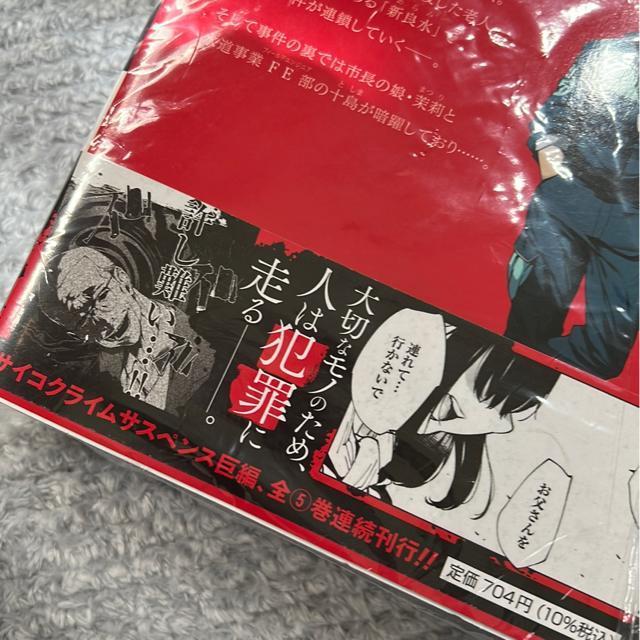 した老人
る「新良水」
件が連鎖していく――。
そして事件の裏では市長の娘・茉莉と
道事業FE部の十島が暗躍しており……。
許し難い…!!
大切なモノのため、
人は犯罪に
走る――。
連れて…
行かないで
お父さんを
サイコクライムサスペンス巨編、全⑤巻連続刊行!!
定価 704円(10%税込)